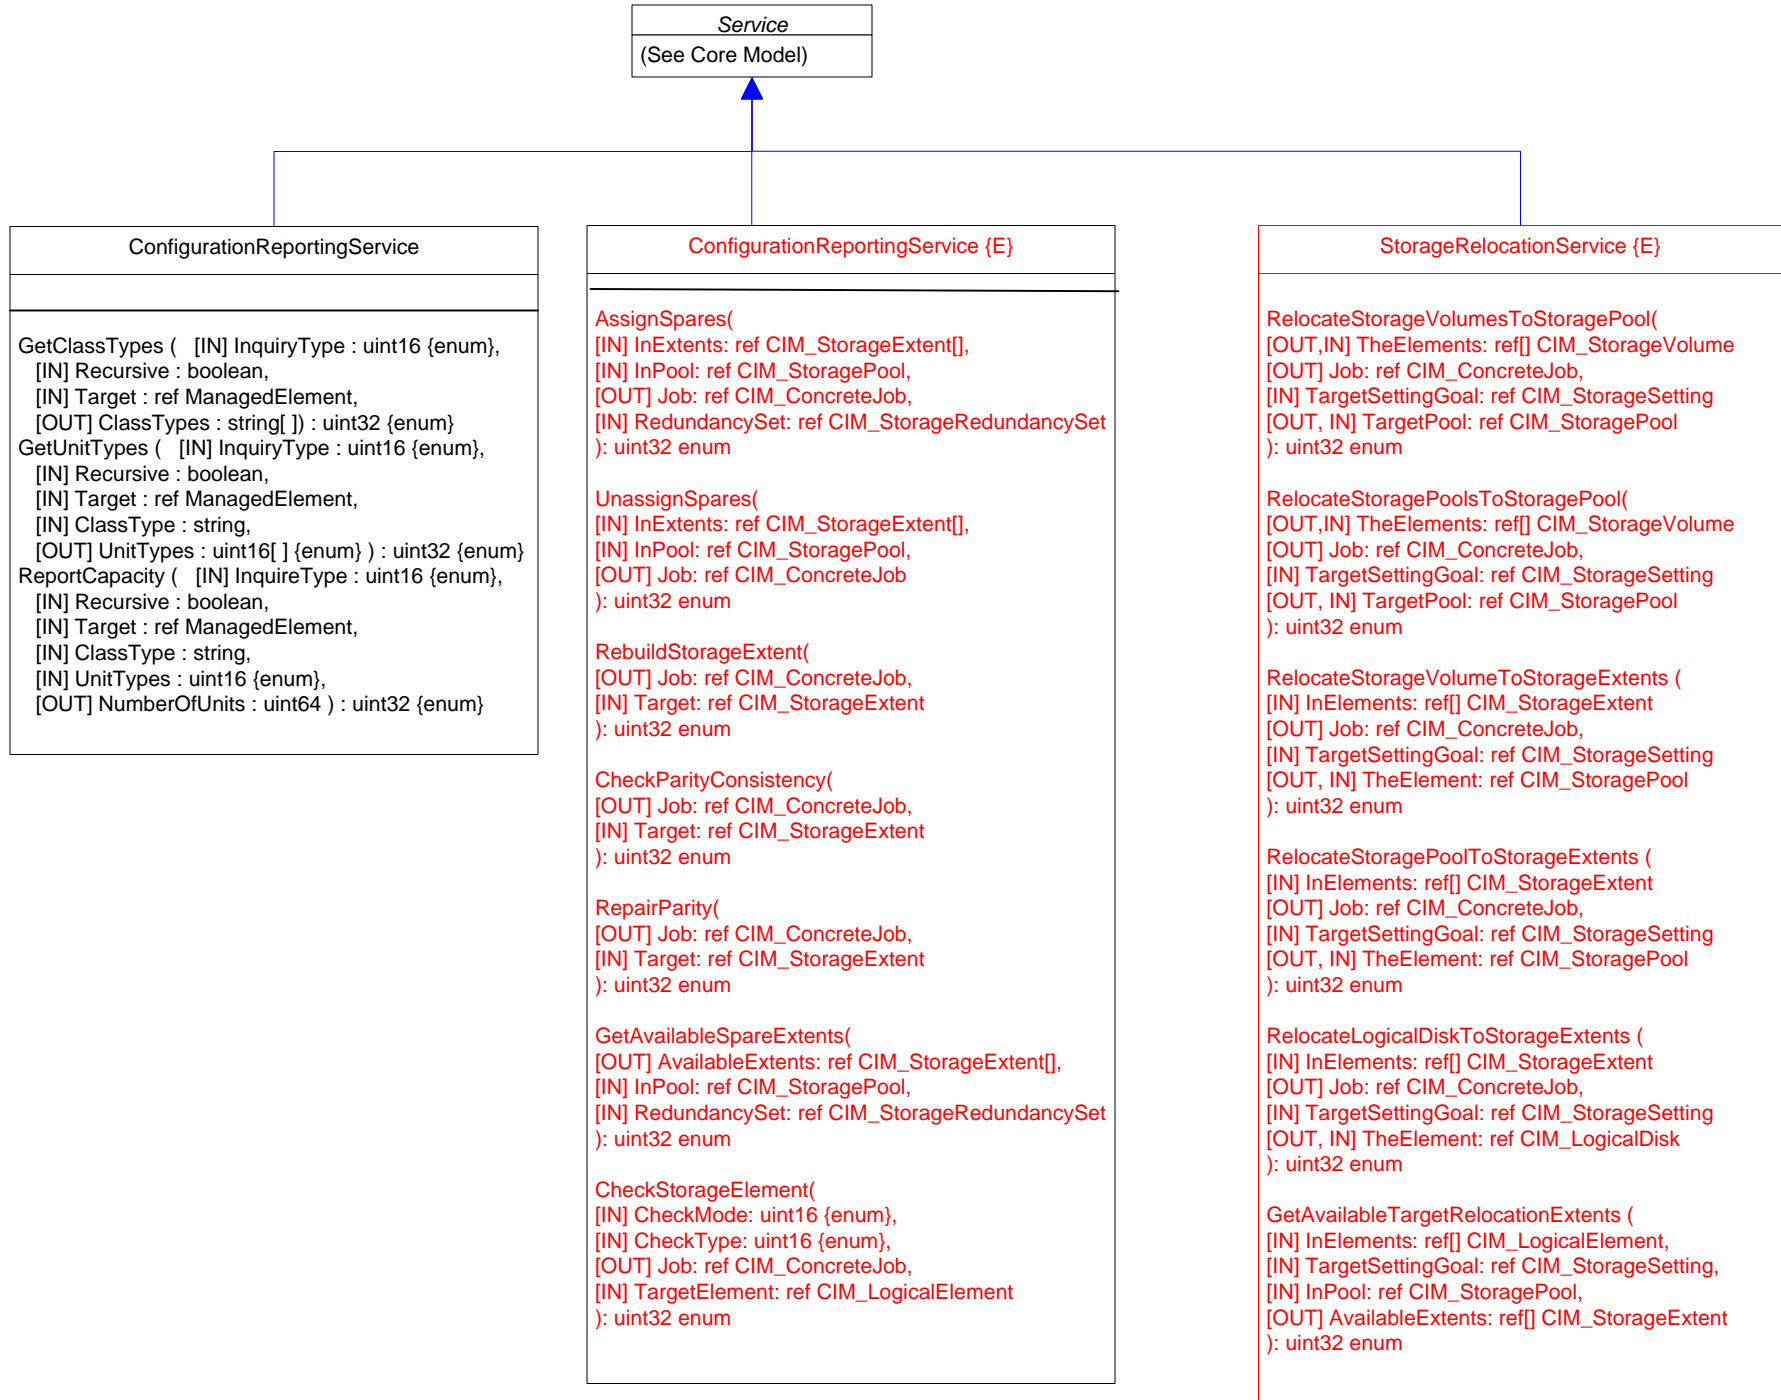 Service
(See Core Model)
ConfigurationReportingService
GetClassTypes (   [IN] InquiryType : uint16 {enum},
[IN] Recursive : boolean,
[IN] Target : ref ManagedElement,
[OUT] ClassTypes : string[ ]) : uint32 {enum}
GetUnitTypes (   [IN] InquiryType : uint16 {enum},
[IN] Recursive : boolean,
[IN] Target : ref ManagedElement,
[IN] ClassType : string,
[OUT] UnitTypes : uint16[ ] {enum} ) : uint32 {enum}
ReportCapacity (   [IN] InquireType : uint16 {enum},
[IN] Recursive : boolean,
[IN] Target : ref ManagedElement,
[IN] ClassType : string,
[IN] UnitTypes : uint16 {enum},
[OUT] NumberOfUnits : uint64 ) : uint32 {enum}
ConfigurationReportingService {E}
AssignSpares(
[IN] InExtents: ref CIM_StorageExtent[],
[IN] InPool: ref CIM_StoragePool,
[OUT] Job: ref CIM_ConcreteJob,
[IN] RedundancySet: ref CIM_StorageRedundancySet
): uint32 enum
UnassignSpares(
[IN] InExtents: ref CIM_StorageExtent[],
[IN] InPool: ref CIM_StoragePool,
[OUT] Job: ref CIM_ConcreteJob
): uint32 enum
RebuildStorageExtent(
[OUT] Job: ref CIM_ConcreteJob,
[IN] Target: ref CIM_StorageExtent
): uint32 enum
CheckParityConsistency(
[OUT] Job: ref CIM_ConcreteJob,
[IN] Target: ref CIM_StorageExtent
): uint32 enum
RepairParity(
[OUT] Job: ref CIM_ConcreteJob,
[IN] Target: ref CIM_StorageExtent
): uint32 enum
GetAvailableSpareExtents(
[OUT] AvailableExtents: ref CIM_StorageExtent[],
[IN] InPool: ref CIM_StoragePool,
[IN] RedundancySet: ref CIM_StorageRedundancySet
): uint32 enum
CheckStorageElement(
[IN] CheckMode: uint16 {enum},
[IN] CheckType: uint16 {enum},
[OUT] Job: ref CIM_ConcreteJob,
[IN] TargetElement: ref CIM_LogicalElement
): uint32 enum
StorageRelocationService {E}
RelocateStorageVolumesToStoragePool(
[OUT,IN] TheElements: ref[] CIM_StorageVolume
[OUT] Job: ref CIM_ConcreteJob,
[IN] TargetSettingGoal: ref CIM_StorageSetting
[OUT, IN] TargetPool: ref CIM_StoragePool
): uint32 enum
RelocateStoragePoolsToStoragePool(
[OUT,IN] TheElements: ref[] CIM_StorageVolume
[OUT] Job: ref CIM_ConcreteJob,
[IN] TargetSettingGoal: ref CIM_StorageSetting
[OUT, IN] TargetPool: ref CIM_StoragePool
): uint32 enum
RelocateStorageVolumeToStorageExtents (
[IN] InElements: ref[] CIM_StorageExtent
[OUT] Job: ref CIM_ConcreteJob,
[IN] TargetSettingGoal: ref CIM_StorageSetting
[OUT, IN] TheElement: ref CIM_StoragePool
): uint32 enum
RelocateStoragePoolToStorageExtents (
[IN] InElements: ref[] CIM_StorageExtent
[OUT] Job: ref CIM_ConcreteJob,
[IN] TargetSettingGoal: ref CIM_StorageSetting
[OUT, IN] TheElement: ref CIM_StoragePool
): uint32 enum
RelocateLogicalDiskToStorageExtents (
[IN] InElements: ref[] CIM_StorageExtent
[OUT] Job: ref CIM_ConcreteJob,
[IN] TargetSettingGoal: ref CIM_StorageSetting
[OUT, IN] TheElement: ref CIM_LogicalDisk
): uint32 enum
GetAvailableTargetRelocationExtents (
[IN] InElements: ref[] CIM_LogicalElement,
[IN] TargetSettingGoal: ref CIM_StorageSetting,
[IN] InPool: ref CIM_StoragePool,
[OUT] AvailableExtents: ref[] CIM_StorageExtent
): uint32 enum